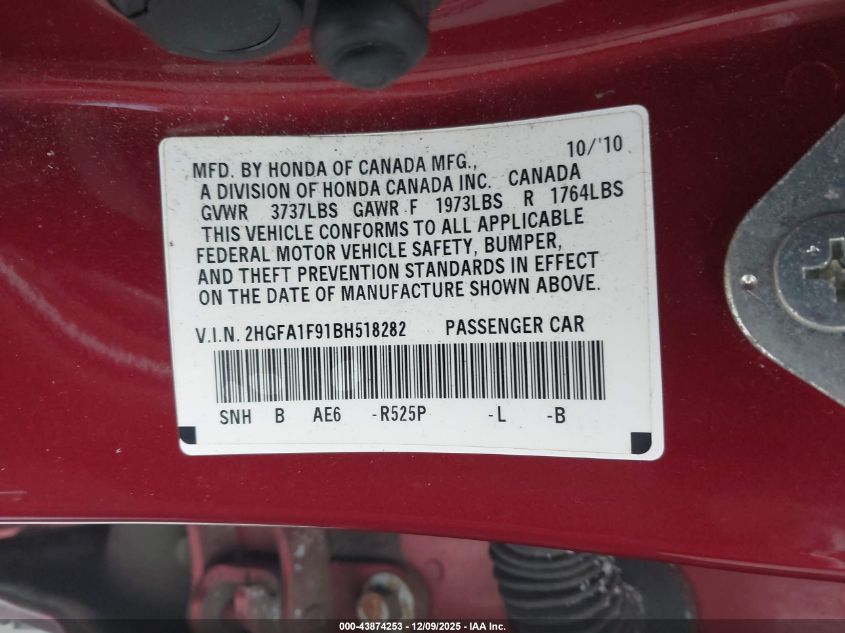 10/'10
MFD. BY HONDA OF CANADA MFG.,
A DIVISION OF HONDA CANADA INC. CANADA
GVWR 3737LBS GAWR F 1973LBS R 1764LBS
THIS VEHICLE CONFORMS TO ALL APPLICABLE
FEDERAL MOTOR VEHICLE SAFETY, BUMPER,
AND THEFT PREVENTION STANDARDS IN EFFECT
ON THE DATE OF MANUFACTURE SHOWN ABOVE.
V.I.N. 2HGFA1F91BH518282 PASSENGER CAR
SNH B AE6 -R525P -L -B
000-43874253 - 12/09/2025 - IAA Inc.